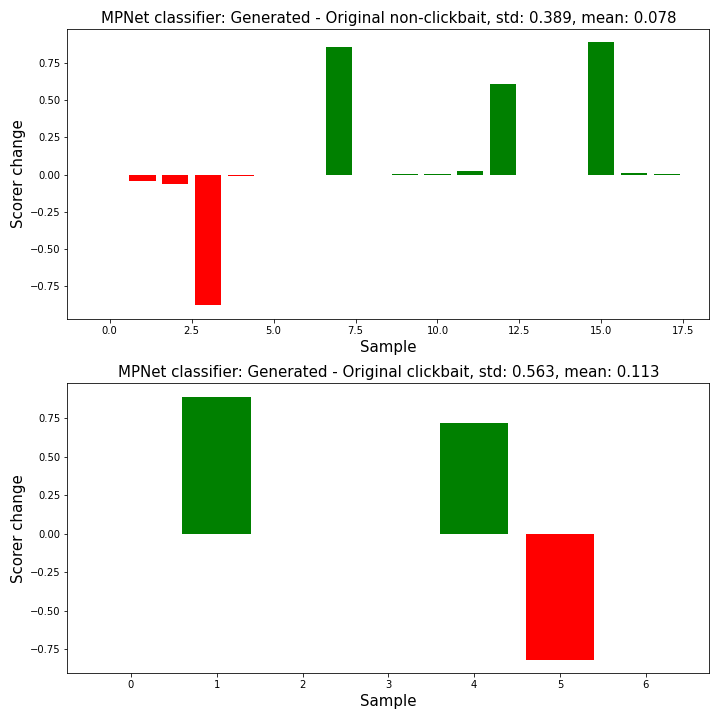 MPNet classifier: Generated - Original non-clickbait, std: 0.389, mean: 0.078
0.75
0.50
0.25
0.00
−0.25
−0.50
−0.75
Scorer change
0.0 2.5 5.0 7.5 10.0 12.5 15.0 17.5
Sample
MPNet classifier: Generated - Original clickbait, std: 0.563, mean: 0.113
0.75
0.50
0.25
0.00
−0.25
−0.50
−0.75
Scorer change
0 1 2 3 4 5 6
Sample